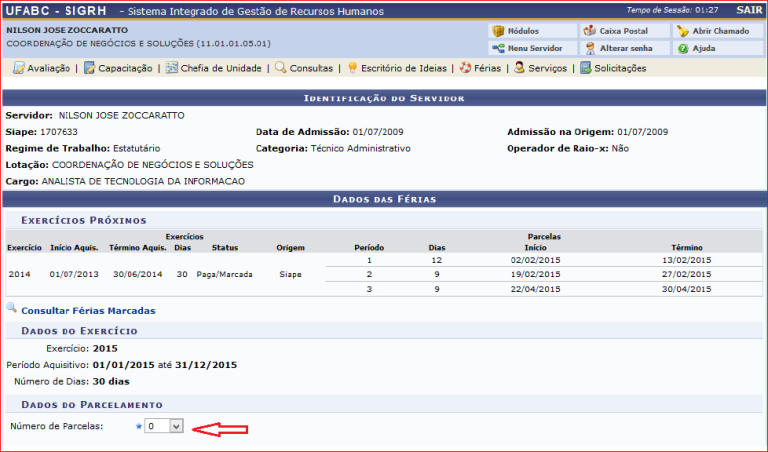 UFABC - SIGRH - Sistema Integrado de Gestão de Recursos Humanos Tempo de Sessão: 01:27 SAIR
NILSON JOSE ZOCCARATTO Módulos Caixa Postal Abrir Chamado
COORDENAÇÃO DE NEGÓCIOS E SOLUÇÕES (11.01.01.05.01) Menu Servidor Alterar senha Ajuda
Avaliação | Capacitação | Chefia de Unidade | Consultas | Escritório de Ideias | Férias | Serviços | Solicitações
IDENTIFICAÇÃO DO SERVIDOR
Servidor: NILSON JOSE ZOCCARATTO
Siape: 1707633 Data de Admissão: 01/07/2009 Admissão na Origem: 01/07/2009
Regime de Trabalho: Estatutário Categoria: Técnico Administrativo Operador de Raio-x: Não
Lotação: COORDENAÇÃO DE NEGÓCIOS E SOLUÇÕES
Cargo: ANALISTA DE TECNOLOGIA DA INFORMACAO
DADOS DAS FÉRIAS
EXERCÍCIOS PRÓXIMOS
Exercícios Parcelas
Exercício Início Aquis. Término Aquis. Dias Status Origem Período Dias Início Término
1 12 02/02/2015 13/02/2015
2014 01/07/2013 30/06/2014 30 Paga/Marcada Siape 2 9 19/02/2015 27/02/2015
3 9 22/04/2015 30/04/2015
Consultar Férias Marcadas
DADOS DO EXERCÍCIO
Exercício: 2015
Período Aquisitivo: 01/01/2015 até 31/12/2015
Número de Dias: 30 dias
DADOS DO PARCELAMENTO
Número de Parcelas: 0